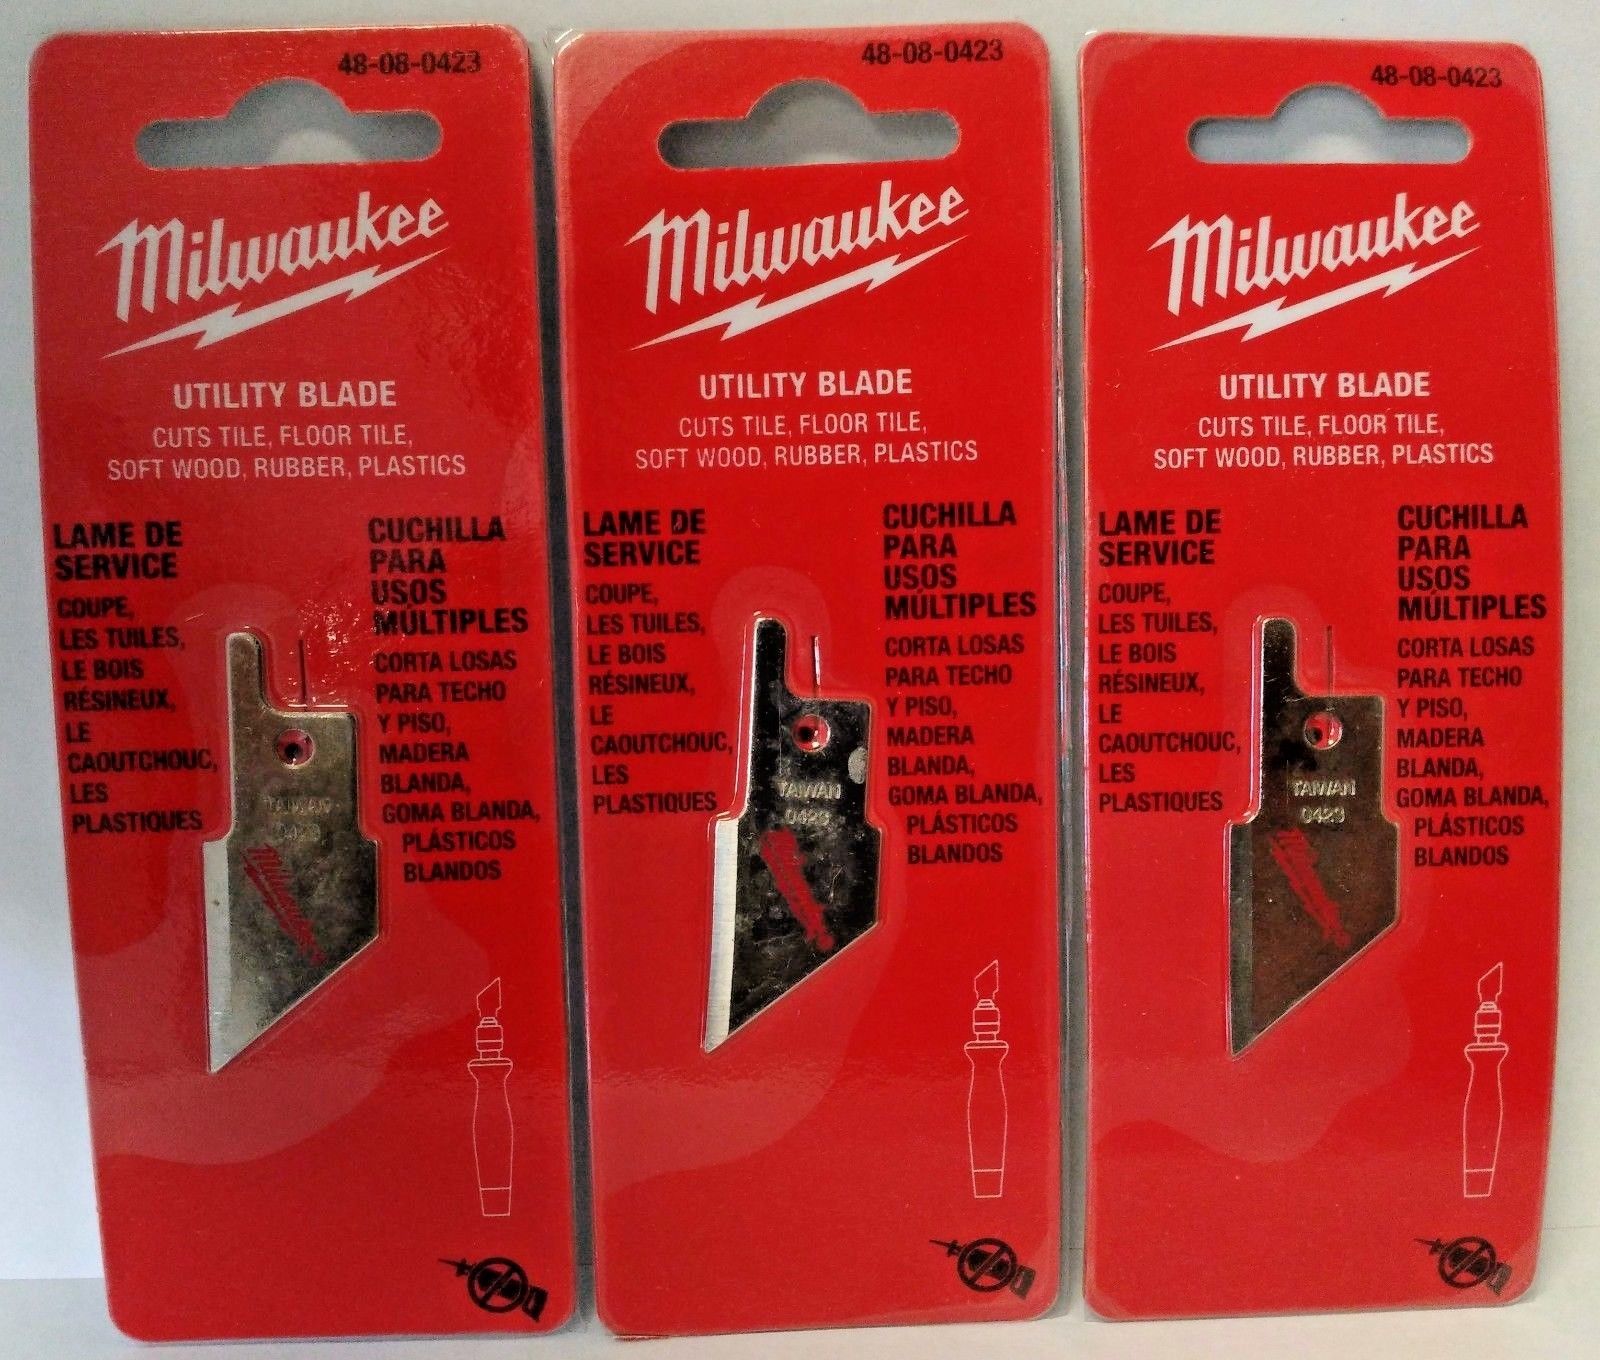 48-08-0423
Milwaukee
UTILITY BLADE
CUTS TILE, FLOOR TILE,
SOFT WOOD, RUBBER, PLASTICS
LAME DE
SERVICE
COUPE,
LES TUILES,
LE BOIS
RÉSINEUX,
LE
CAOUTCHOUC,
LES
PLASTIQUES
CUCHILLA
PARA
USOS
MÚLTIPLES
CORTA LOSAS
PARA TECHO
Y PISO,
MADERA
BLANDA,
GOMA BLANDA,
PLÁSTICOS
BLANDOS
TAIWAN
0423
Milwaukee
48-08-0423
Milwaukee
UTILITY BLADE
CUTS TILE, FLOOR TILE,
SOFT WOOD, RUBBER, PLASTICS
LAME DE
SERVICE
COUPE,
LES TUILES,
LE BOIS
RÉSINEUX,
LE
CAOUTCHOUC,
LES
PLASTIQUES
CUCHILLA
PARA
USOS
MÚLTIPLES
CORTA LOSAS
PARA TECHO
Y PISO,
MADERA
BLANDA,
GOMA BLANDA,
PLÁSTICOS
BLANDOS
TAIWAN
0423
Milwaukee
48-08-0423
Milwaukee
UTILITY BLADE
CUTS TILE, FLOOR TILE,
SOFT WOOD, RUBBER, PLASTICS
LAME DE
SERVICE
COUPE,
LES TUILES,
LE BOIS
RÉSINEUX,
LE
CAOUTCHOUC,
LES
PLASTIQUES
CUCHILLA
PARA
USOS
MÚLTIPLES
CORTA LOSAS
PARA TECHO
Y PISO,
MADERA
BLANDA,
GOMA BLANDA,
PLÁSTICOS
BLANDOS
TAIWAN
0423
Milwaukee